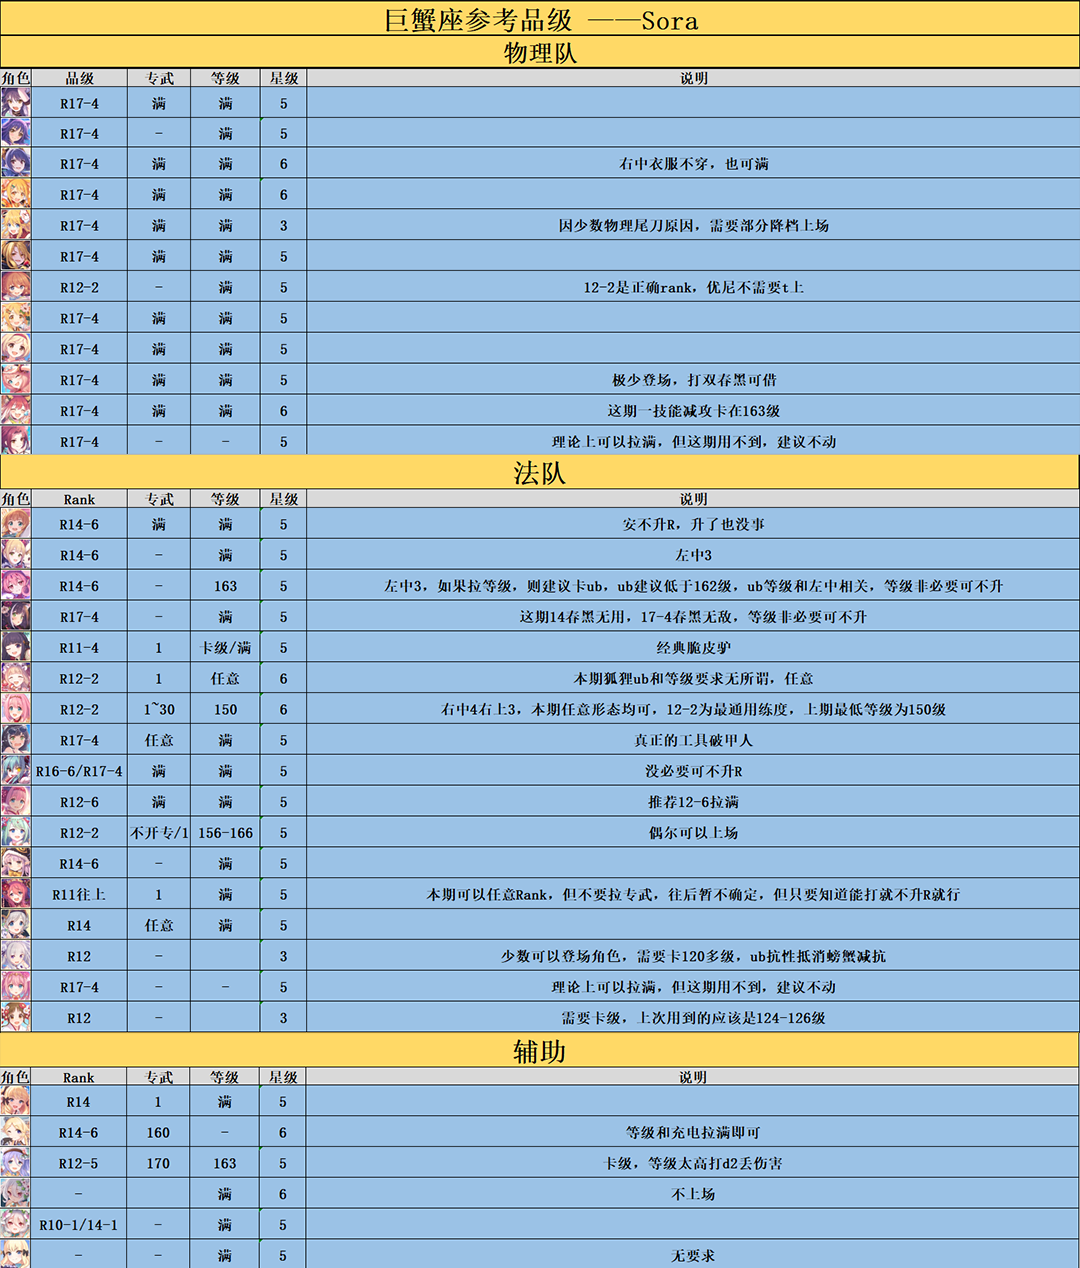 巨蟹座参考品级 ——Sora
物理队
角色 品级 专武 等级 星级 说明
R17-4 满 满 5
R17-4 - 满 5
R17-4 满 满 6 右中衣服不穿，也可满
R17-4 满 满 6
R17-4 满 满 3 因少数物理尾刀原因，需要部分降档上场
R17-4 满 满 5
R12-2 - 满 5 12-2是正确rank，优尼不需要t上
R17-4 满 满 5
R17-4 满 满 5
R17-4 满 满 5 极少登场，打双春黑可借
R17-4 满 满 6 这期一技能减攻卡在163级
R17-4 - - 5 理论上可以拉满，但这期用不到，建议不动
法队
角色 Rank 专武 等级 星级 说明
R14-6 满 满 5 安不升R，升了也没事
R14-6 - 满 5 左中3
R14-6 - 163 5 左中3，如果拉等级，则建议卡ub，ub建议低于162级，ub等级和左中相关，等级非必要可不升
R17-4 - 满 5 这期14春黑无用，17-4春黑无敌，等级非必要可不升
R11-4 1 卡级/满 5 经典脆皮驴
R12-2 1 任意 6 本期狐狸ub和等级要求无所谓，任意
R12-2 1~30 150 6 右中4右上3，本期任意形态均可，12-2为最通用练度，上期最低等级为150级
R17-4 任意 满 5 真正的工具破甲人
R16-6/R17-4 满 满 5 没必要可不升R
R12-6 满 满 5 推荐12-6拉满
R12-2 不开专/1 156-166 5 偶尔可以上场
R14-6 - 满 5
R11往上 1 满 5 本期可以任意Rank，但不要拉专武，往后暂不确定，但只要知道能打就不升R就行
R14 任意 满 5
R12 - 3 少数可以登场角色，需要卡120多级，ub抗性抵消螃蟹减抗
R17-4 - - 5 理论上可以拉满，但这期用不到，建议不动
R12 - 3 需要卡级，上次用到的应该是124-126级
辅助
角色 Rank 专武 等级 星级 说明
R14 1 满 5
R14-6 160 - 6 等级和充电拉满即可
R12-5 170 163 5 卡级，等级太高打d2丢伤害
- 满 6 不上场
R10-1/14-1 - 满 5
- - 满 5 无要求